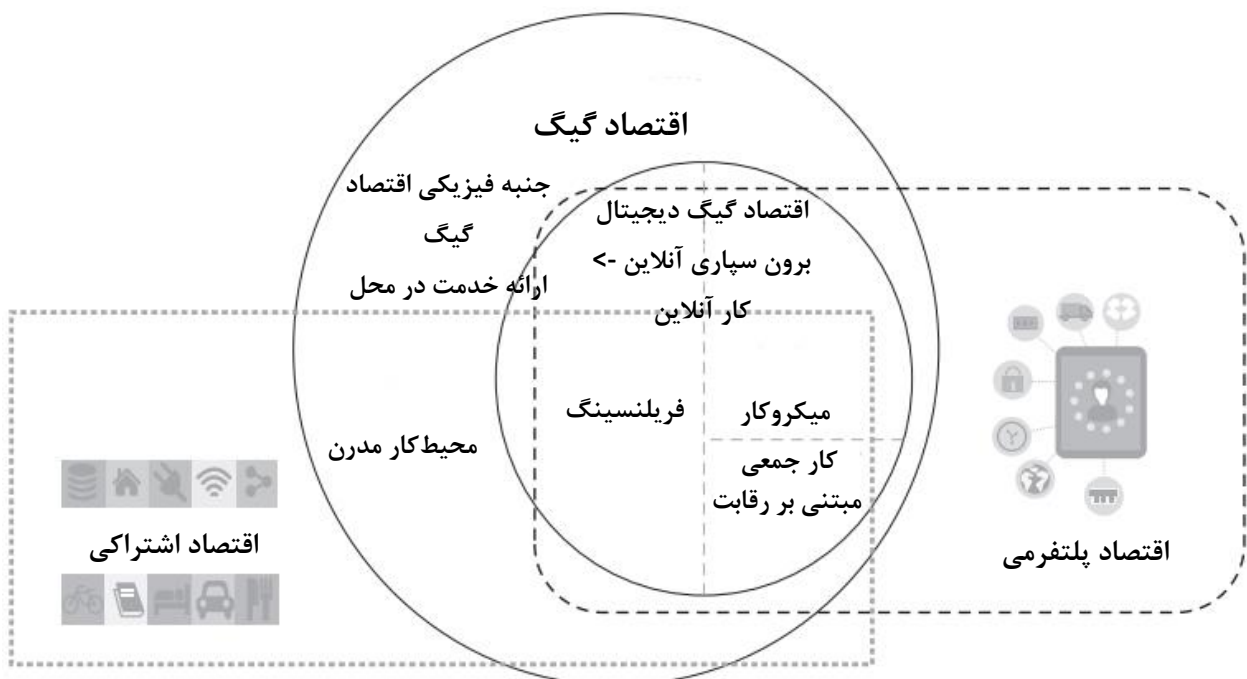 اقتصاد گیگ
جنبه فیزیکی اقتصاد
گیگ
ارائه خدمت در محل
اقتصاد گیگ دیجیتال
برون سپاری آنلاین ->
کار آنلاین
فریلنسینگ
میکروکار
کار جمعی
مبتنی بر رقابت
محیط‌کار مدرن
اقتصاد اشتراکی
اقتصاد پلتفرمی